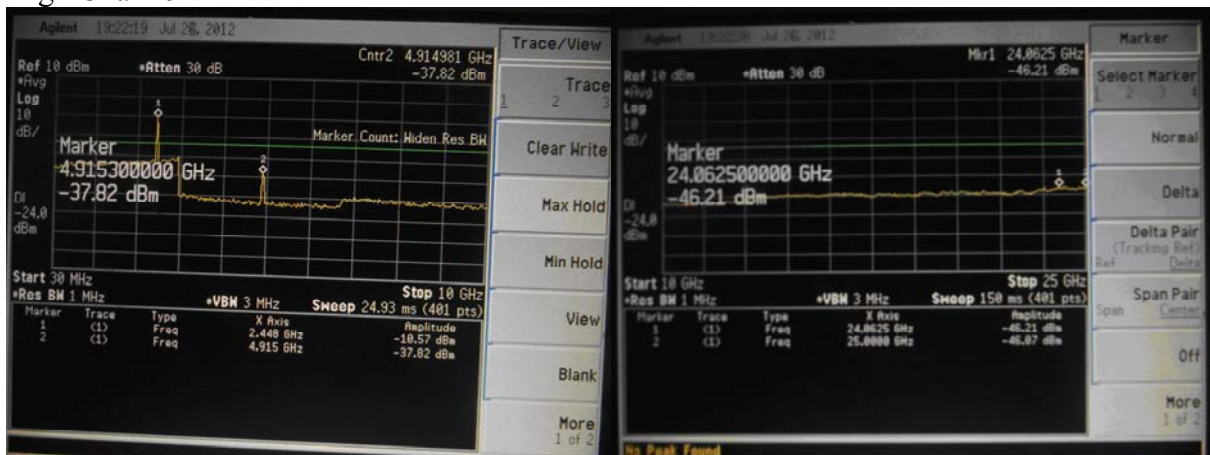 Agilent 19:22:19 Jul 26, 2012
Cntr2 4.914981 GHz
Ref 10 dBm #Atten 30 dB -37.82 dBm
#Avg
Log
10
dB/
1
Marker Count: Widen Res BW
Marker
4.915300000 GHz
-37.82 dBm
2
DI
-24.0
dBm
Start 30 MHz Stop 10 GHz
#Res BW 1 MHz #VBW 3 MHz Sweep 24.93 ms (401 pts)
Marker Trace Type X Axis Amplitude
1 (1) Freq 2.448 GHz -10.57 dBm
2 (1) Freq 4.915 GHz -37.82 dBm
Trace/View
Trace
1 2 3
Clear Write
Max Hold
Min Hold
View
Blank
More
1 of 2
Agilent 19:22:36 Jul 26, 2012
Mkr1 24.0625 GHz
Ref 10 dBm #Atten 30 dB -46.21 dBm
#Avg
Log
10
dB/
Marker
24.062500000 GHz
-46.21 dBm
1
DI
-24.0
dBm
Start 10 GHz Stop 25 GHz
#Res BW 1 MHz #VBW 3 MHz Sweep 150 ms (401 pts)
Marker Trace Type X Axis Amplitude
1 (1) Freq 24.0625 GHz -46.21 dBm
2 (1) Freq 25.0000 GHz -46.07 dBm
No Peak Found
Marker
Select Marker
1 2 3 4
Normal
Delta
Delta Pair
(Tracking Ref)
Ref Delta
Span Pair
Span Center
Off
More
1 of 2